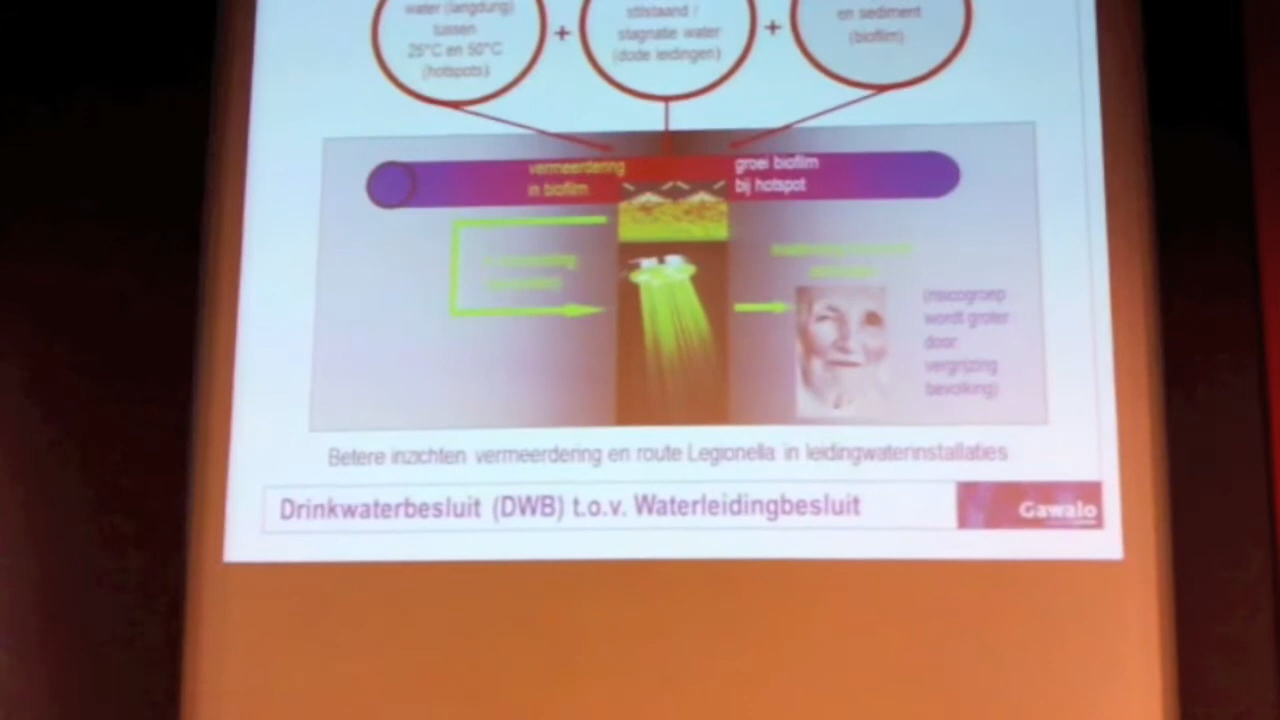 water (langdurig)
tussen
25°C en 50°C
(hotspots)
+
stilstaand /
stagnatie water
(dode leidingen)
+
en sediment
(biofilm)
vermeerdering
in biofilm
groei biofilm
bij hotspot
(risicogroep
wordt groter
door
vergrijzing
bevolking)
Betere inzichten vermeerdering en route Legionella in leidingwaterinstallaties
Drinkwaterbesluit (DWB) t.o.v. Waterleidingbesluit
Gawalo